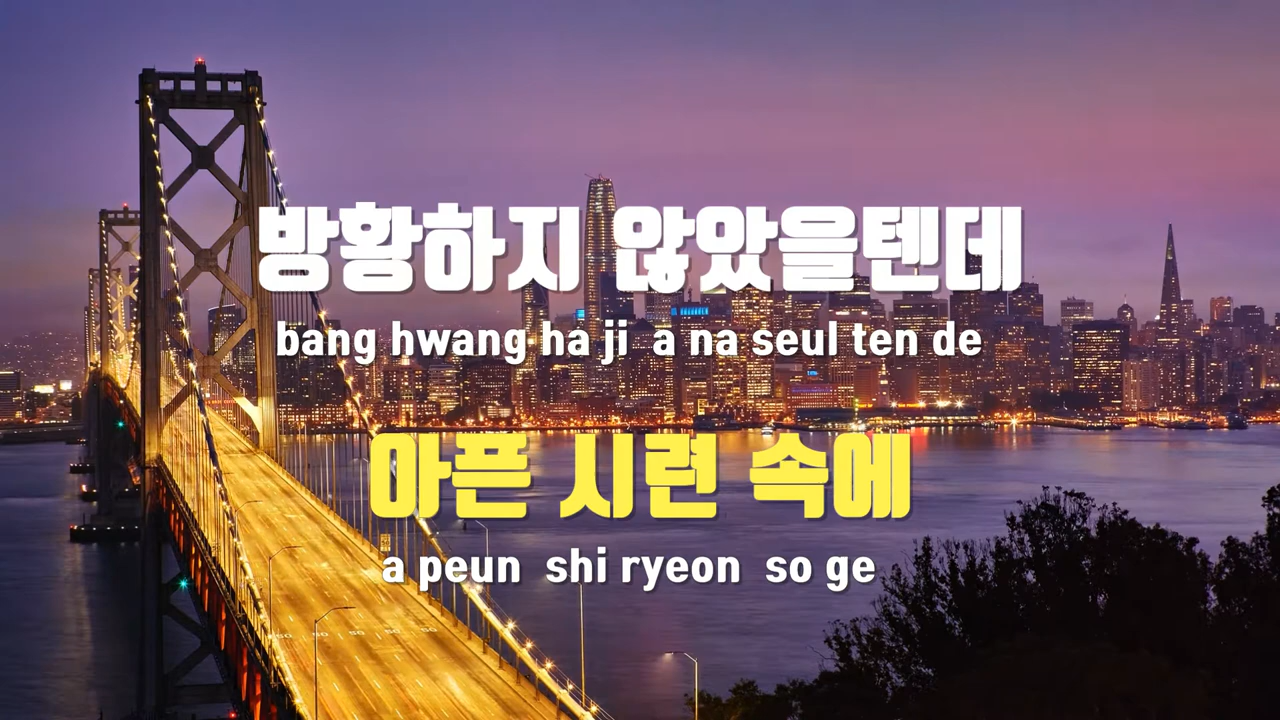 방황하지 않았을텐데
bang hwang ha ji a na seul ten de
아픈 시련 속에
a peun shi ryeon so ge